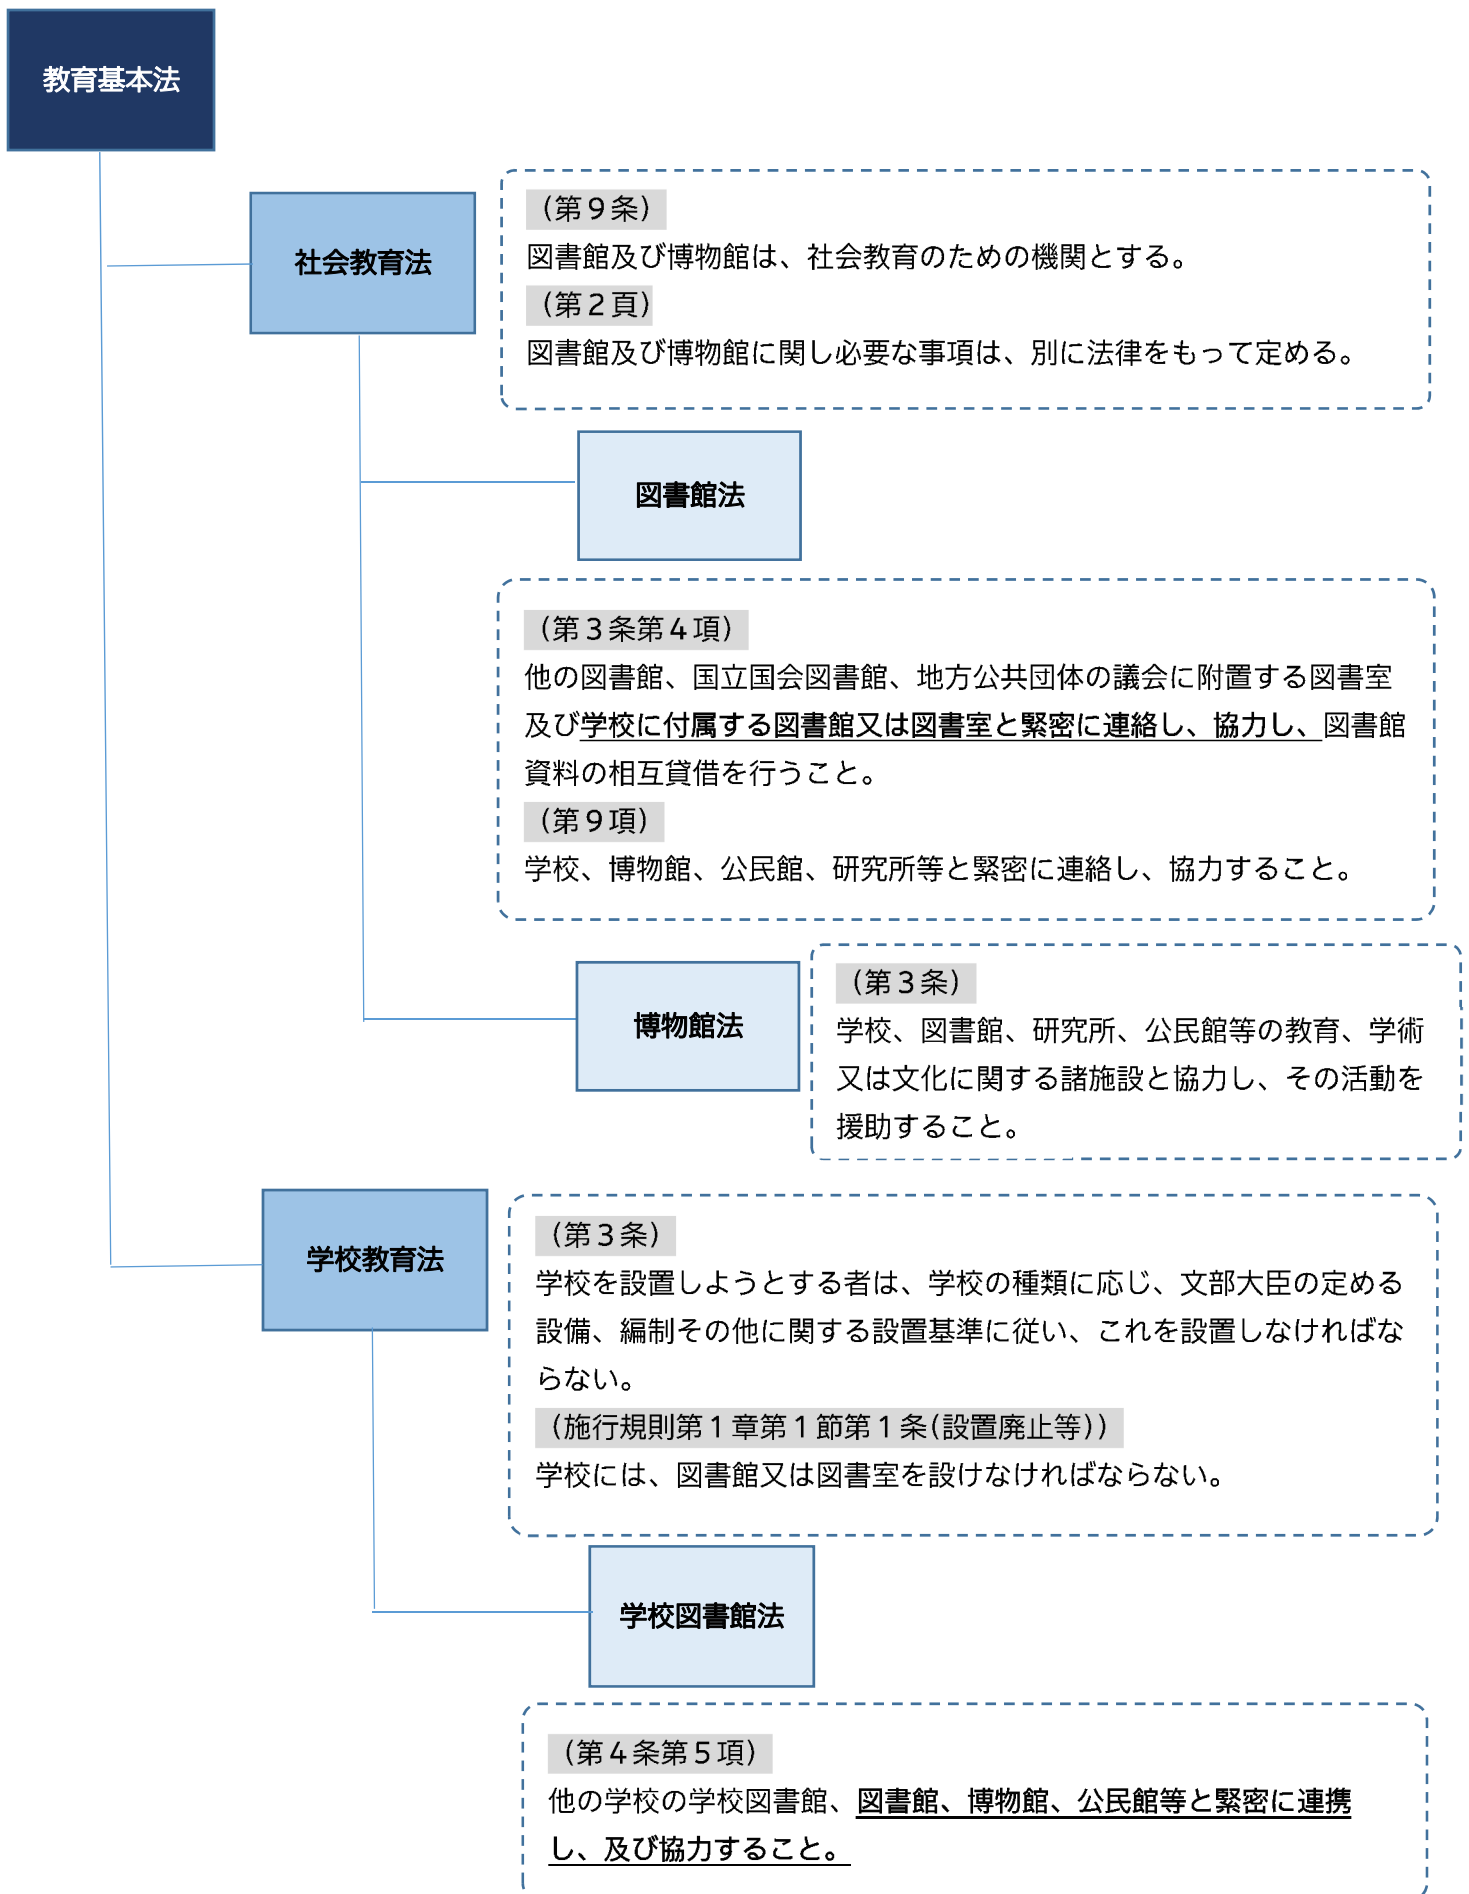 教育基本法
社会教育法
（第９条）
図書館及び博物館は、社会教育のための機関とする。
（第２頁）
図書館及び博物館に関し必要な事項は、別に法律をもって定める。
図書館法
（第３条第４項）
他の図書館、国立国会図書館、地方公共団体の議会に附置する図書室
及び学校に付属する図書館又は図書室と緊密に連絡し、協力し、図書館
資料の相互貸借を行うこと。
（第９項）
学校、博物館、公民館、研究所等と緊密に連絡し、協力すること。
博物館法
（第３条）
学校、図書館、研究所、公民館等の教育、学術
又は文化に関する諸施設と協力し、その活動を
援助すること。
学校教育法
（第３条）
学校を設置しようとする者は、学校の種類に応じ、文部大臣の定める
設備、編制その他に関する設置基準に従い、これを設置しなければな
らない。
（施行規則第１章第１節第１条(設置廃止等)）
学校には、図書館又は図書室を設けなければならない。
学校図書館法
（第４条第５項）
他の学校の学校図書館、図書館、博物館、公民館等と緊密に連携
し、及び協力すること。